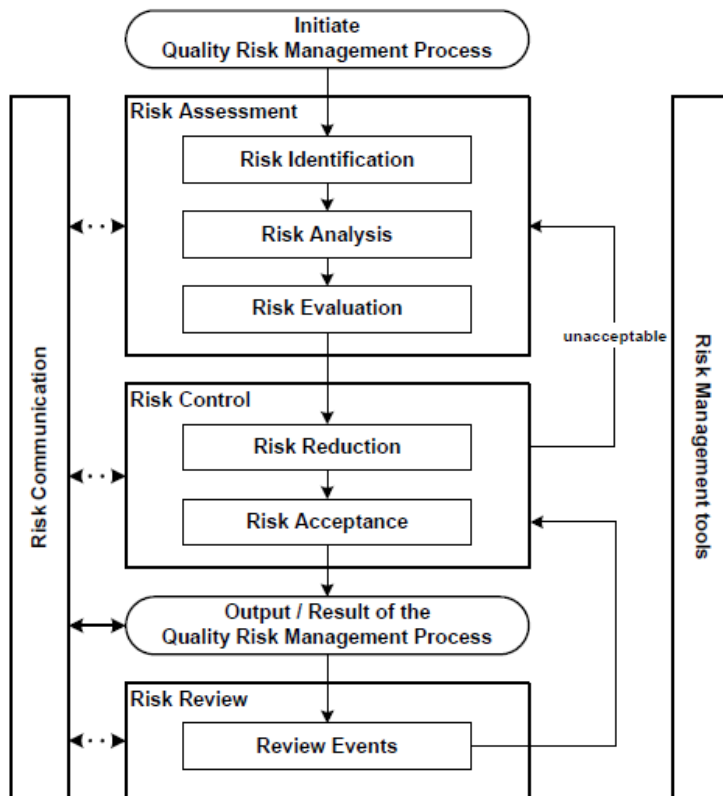 Initiate
Quality Risk Management Process
Risk Assessment
Risk Identification
Risk Analysis
Risk Evaluation
unacceptable
Risk Control
Risk Reduction
Risk Acceptance
Output / Result of the
Quality Risk Management Process
Risk Review
Review Events
Risk Communication
Risk Management tools